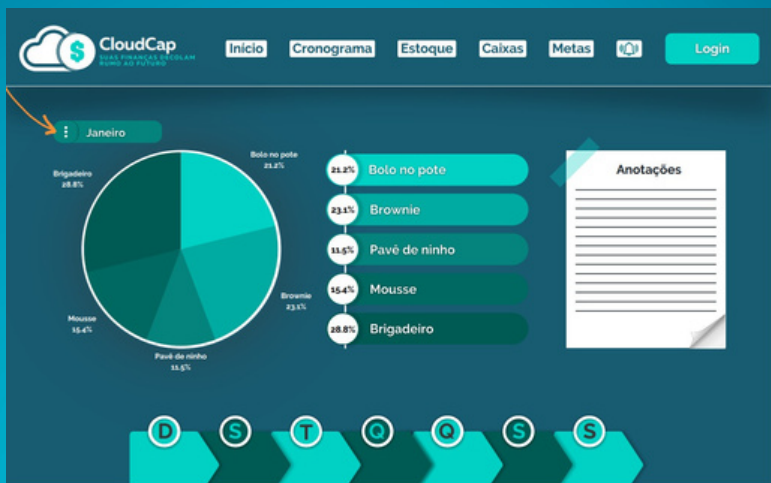 CloudCap
SUAS FINANÇAS DECOLAM
RUMO AO FUTURO
Início
Cronograma
Estoque
Caixas
Metas
Login
Janeiro
Bolo no pote
21.2%
Brigadeiro
28.8%
Brownie
23.1%
Mousse
15.4%
Pavê de ninho
11.5%
21.2% Bolo no pote
23.1% Brownie
11.5% Pavê de ninho
15.4% Mousse
28.8% Brigadeiro
Anotações
D S T Q Q S S